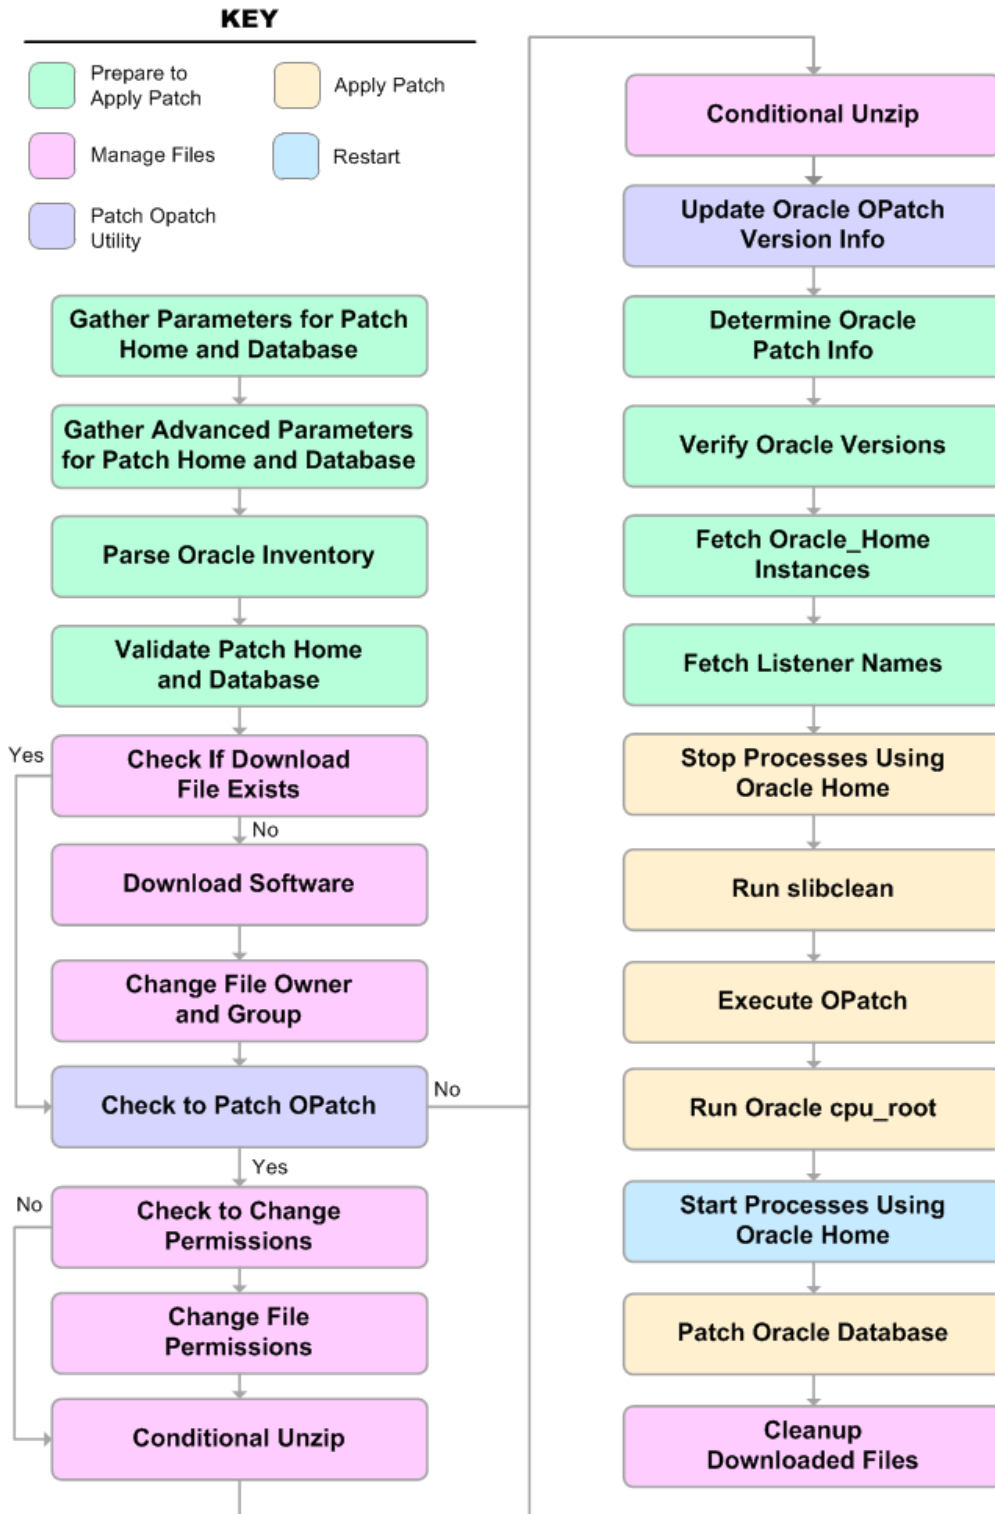 KEY
Prepare to
Apply Patch
Apply Patch
Manage Files
Restart
Patch Opatch
Utility
Gather Parameters for Patch
Home and Database
Gather Advanced Parameters
for Patch Home and Database
Parse Oracle Inventory
Validate Patch Home
and Database
Yes
Check If Download
File Exists
No
Download Software
Change File Owner
and Group
Check to Patch OPatch
No
Yes
No
Check to Change
Permissions
Change File
Permissions
Conditional Unzip
Conditional Unzip
Update Oracle OPatch
Version Info
Determine Oracle
Patch Info
Verify Oracle Versions
Fetch Oracle_Home
Instances
Fetch Listener Names
Stop Processes Using
Oracle Home
Run slibclean
Execute OPatch
Run Oracle cpu_root
Start Processes Using
Oracle Home
Patch Oracle Database
Cleanup
Downloaded Files